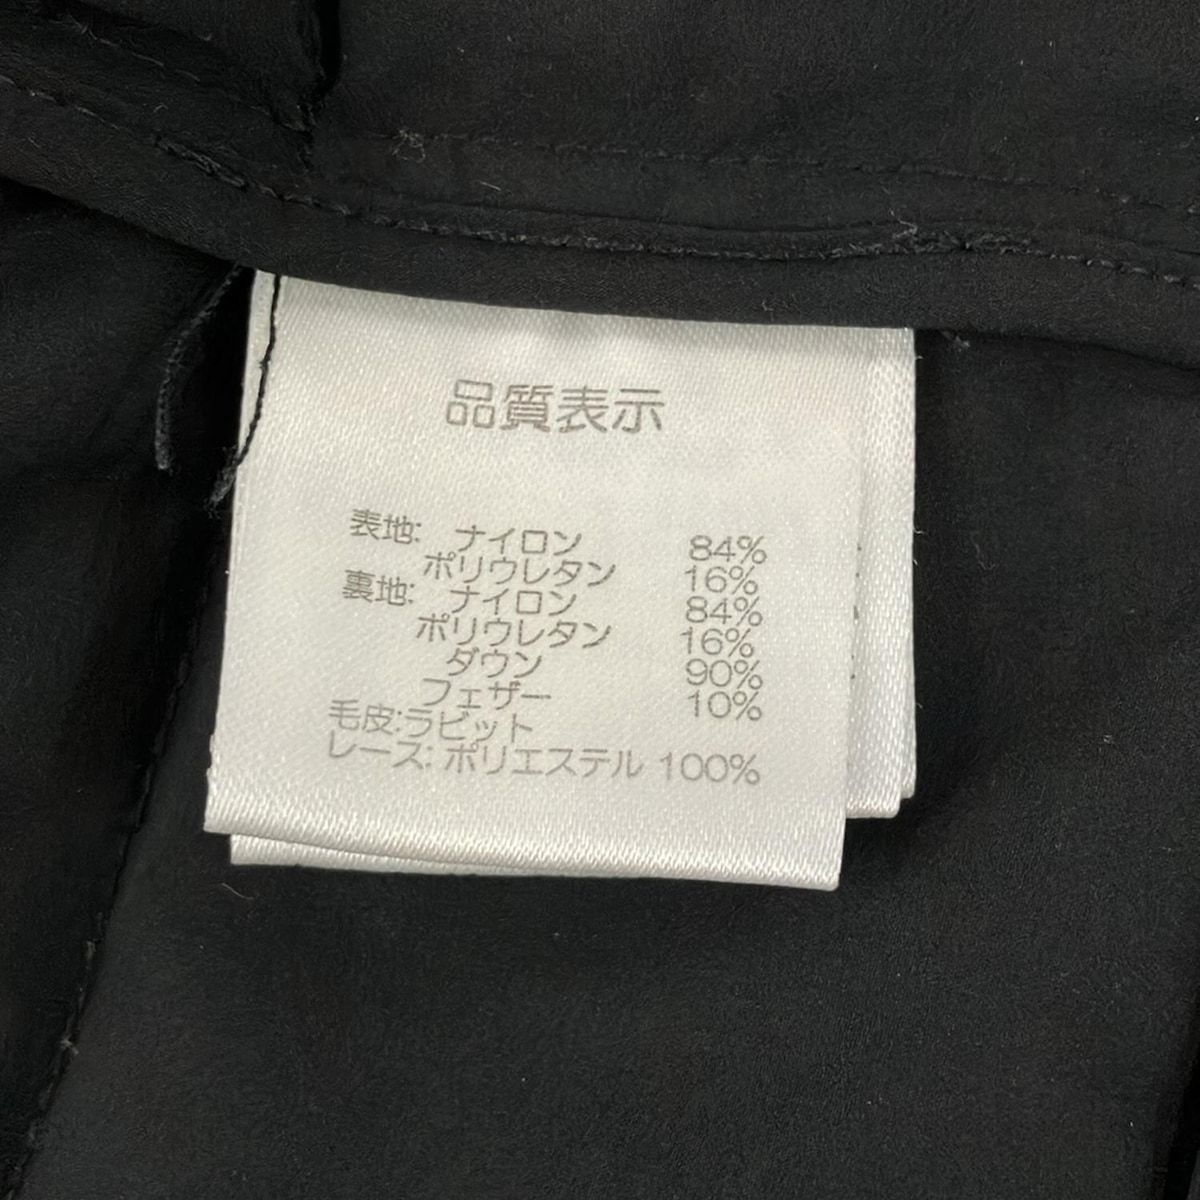 品質表示
表地: ナイロン 84%
ポリウレタン 16%
裏地: ナイロン 84%
ポリウレタン 16%
ダウン 90%
フェザー 10%
毛皮:ラビット
レース: ポリエステル 100%